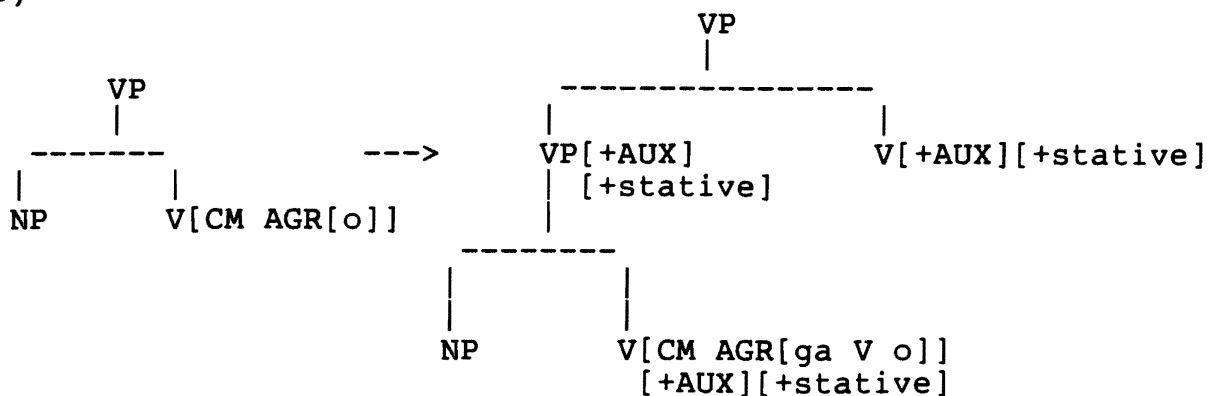 VP
VP
---> VP[+AUX] V[+AUX][+stative]
[+stative]
NP V[CM AGR[o]]
NP V[CM AGR[ga V o]]
[+AUX][+stative]